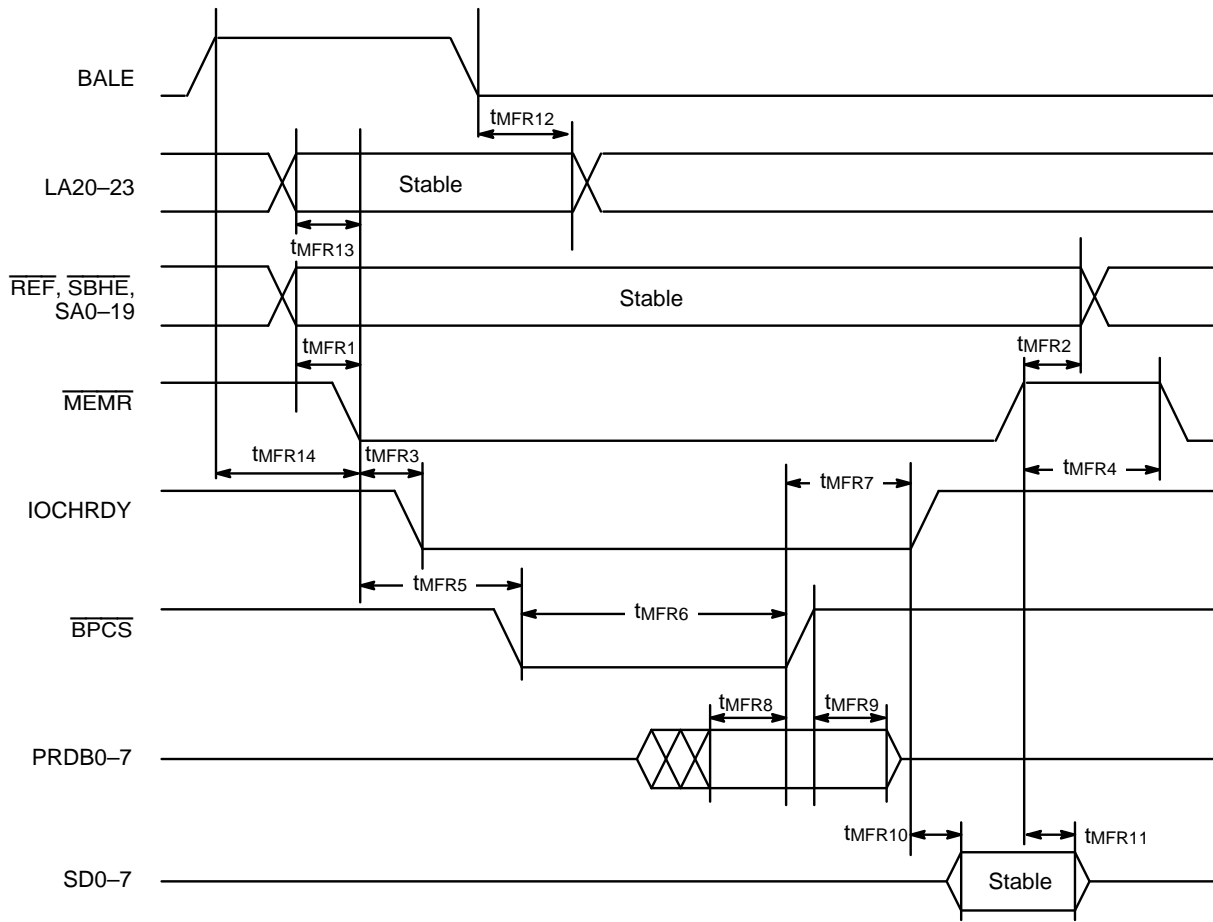 BALE
tMFR12
LA20–23
Stable
tMFR13
REF, SBHE,
SA0–19
Stable
tMFR1
tMFR2
MEMR
tMFR14
tMFR3
tMFR4
tMFR7
IOCHRDY
tMFR5
tMFR6
BPCS
tMFR8
tMFR9
PRDB0–7
tMFR10
tMFR11
SD0–7
Stable